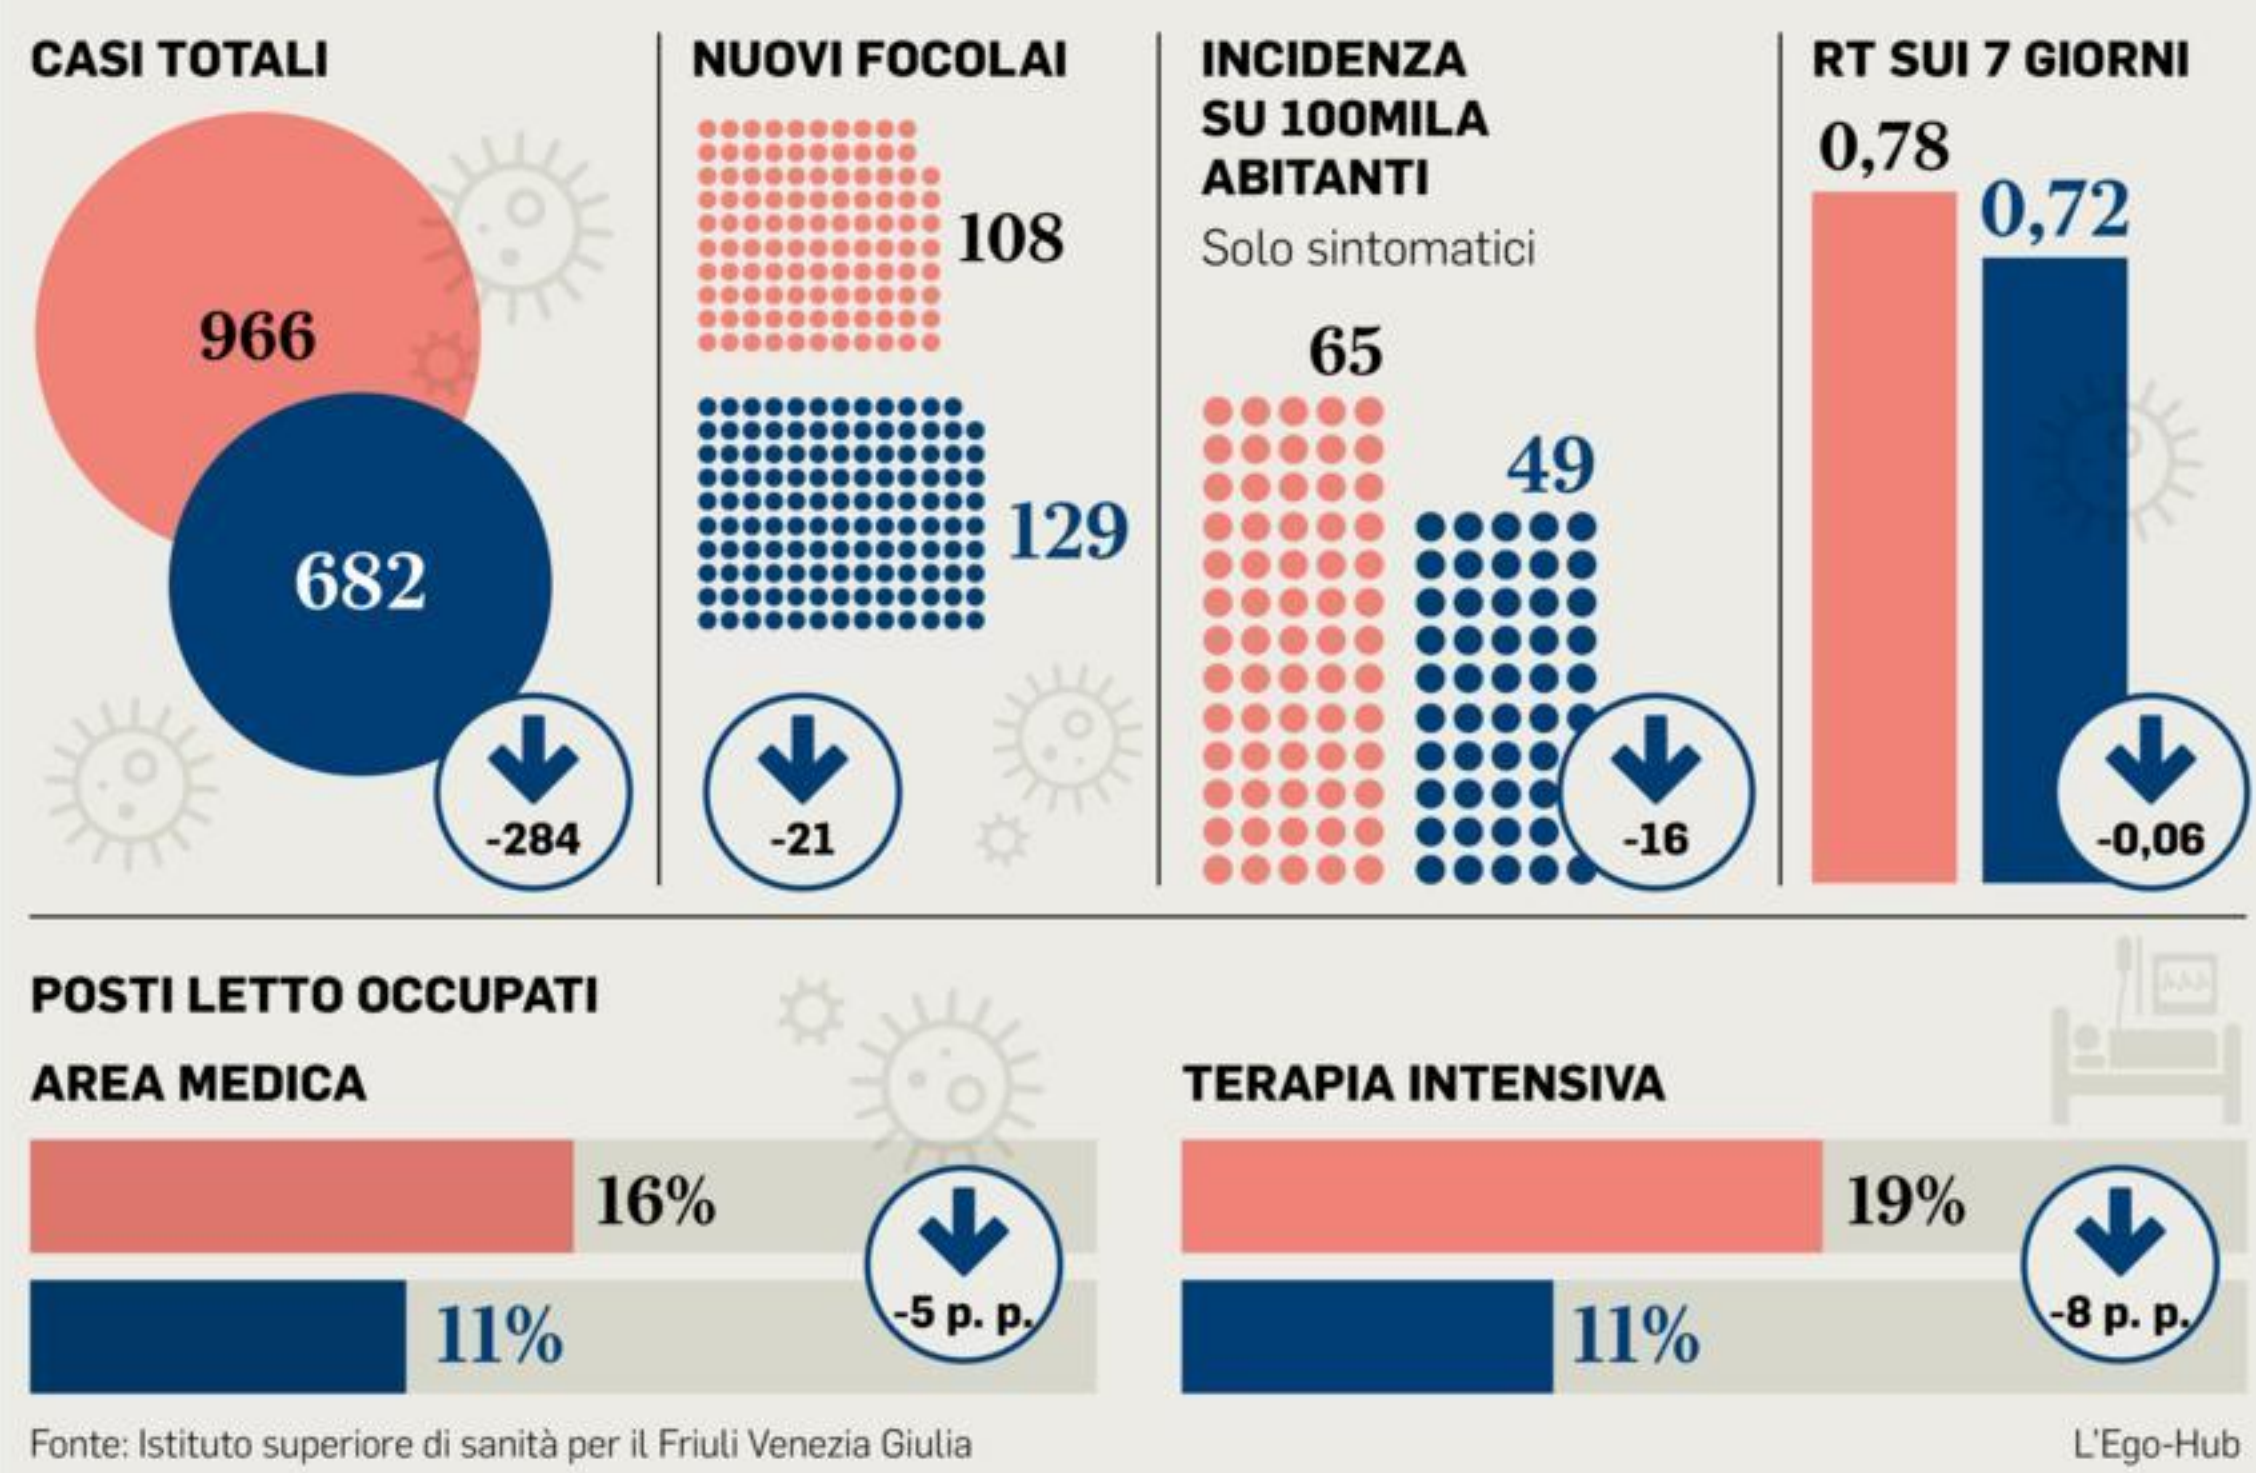 CASI TOTALI
966
682
-284
NUOVI FOCOLAI
108
129
-21
INCIDENZA
SU 100MILA
ABITANTI
Solo sintomatici
65
49
-16
RT SUI 7 GIORNI
0,78
0,72
-0,06
POSTI LETTO OCCUPATI
AREA MEDICA
16%
11%
-5 p. p.
TERAPIA INTENSIVA
19%
11%
-8 p. p.
Fonte: Istituto superiore di sanità per il Friuli Venezia Giulia
L'Ego-Hub